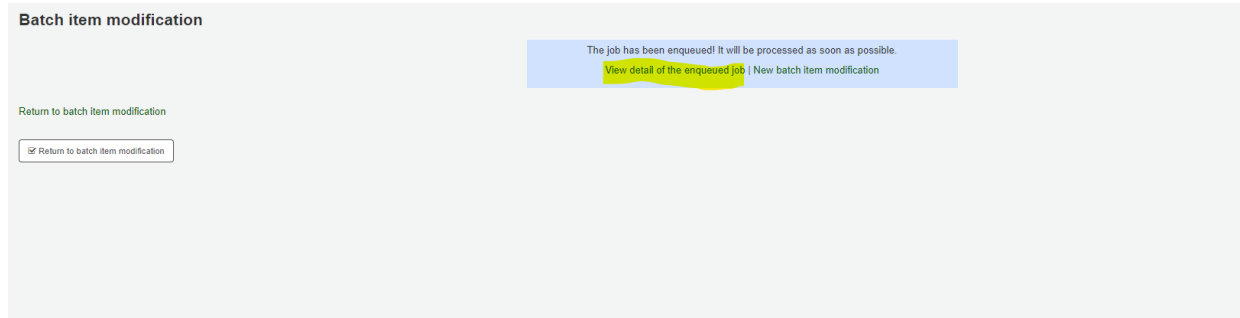 Batch item modification
The job has been enqueued! It will be processed as soon as possible.
View detail of the enqueued job | New batch item modification
Return to batch item modification
Return to batch item modification